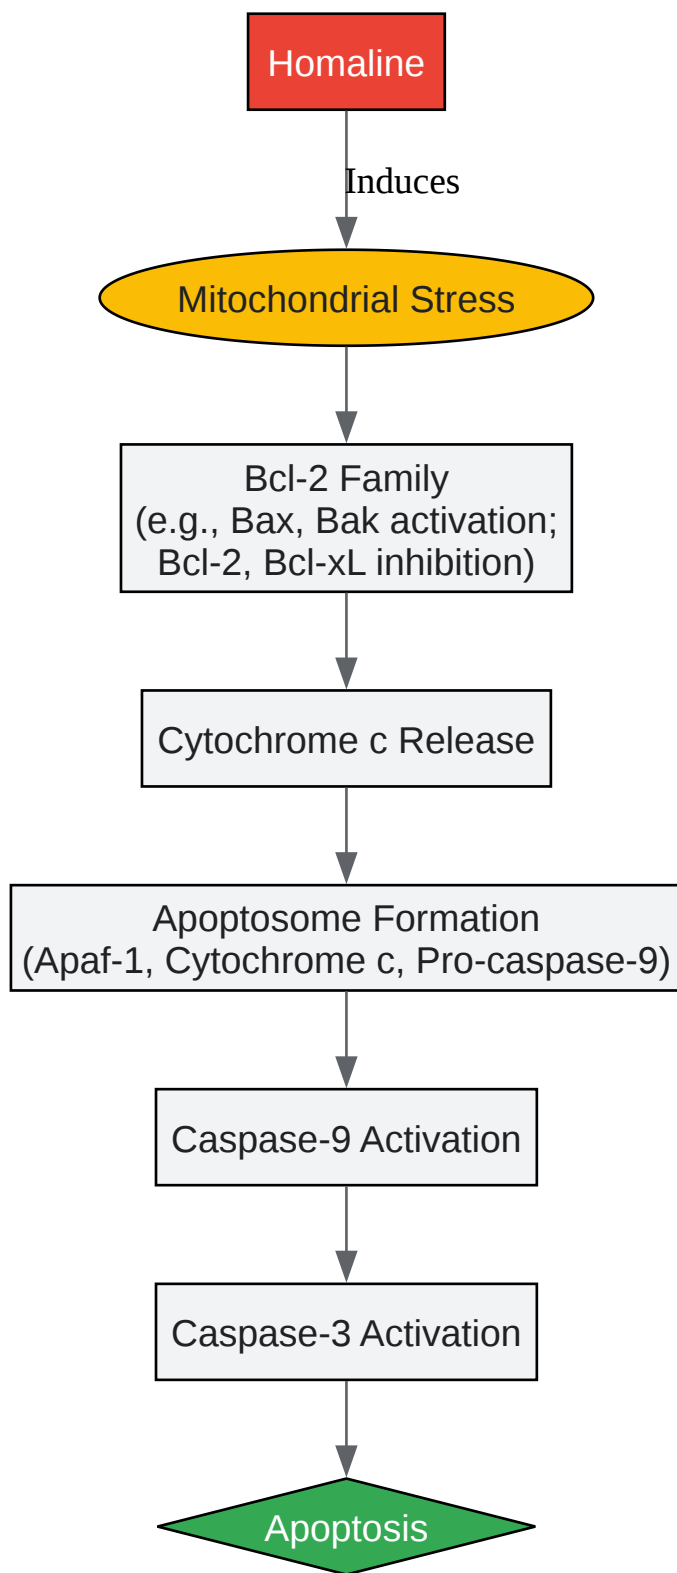 Homaline
Induces
Mitochondrial Stress
Bcl-2 Family
(e.g., Bax, Bak activation;
Bcl-2, Bcl-xL inhibition)
Cytochrome c Release
Apoptosome Formation
(Apaf-1, Cytochrome c, Pro-caspase-9)
Caspase-9 Activation
Caspase-3 Activation
Apoptosis